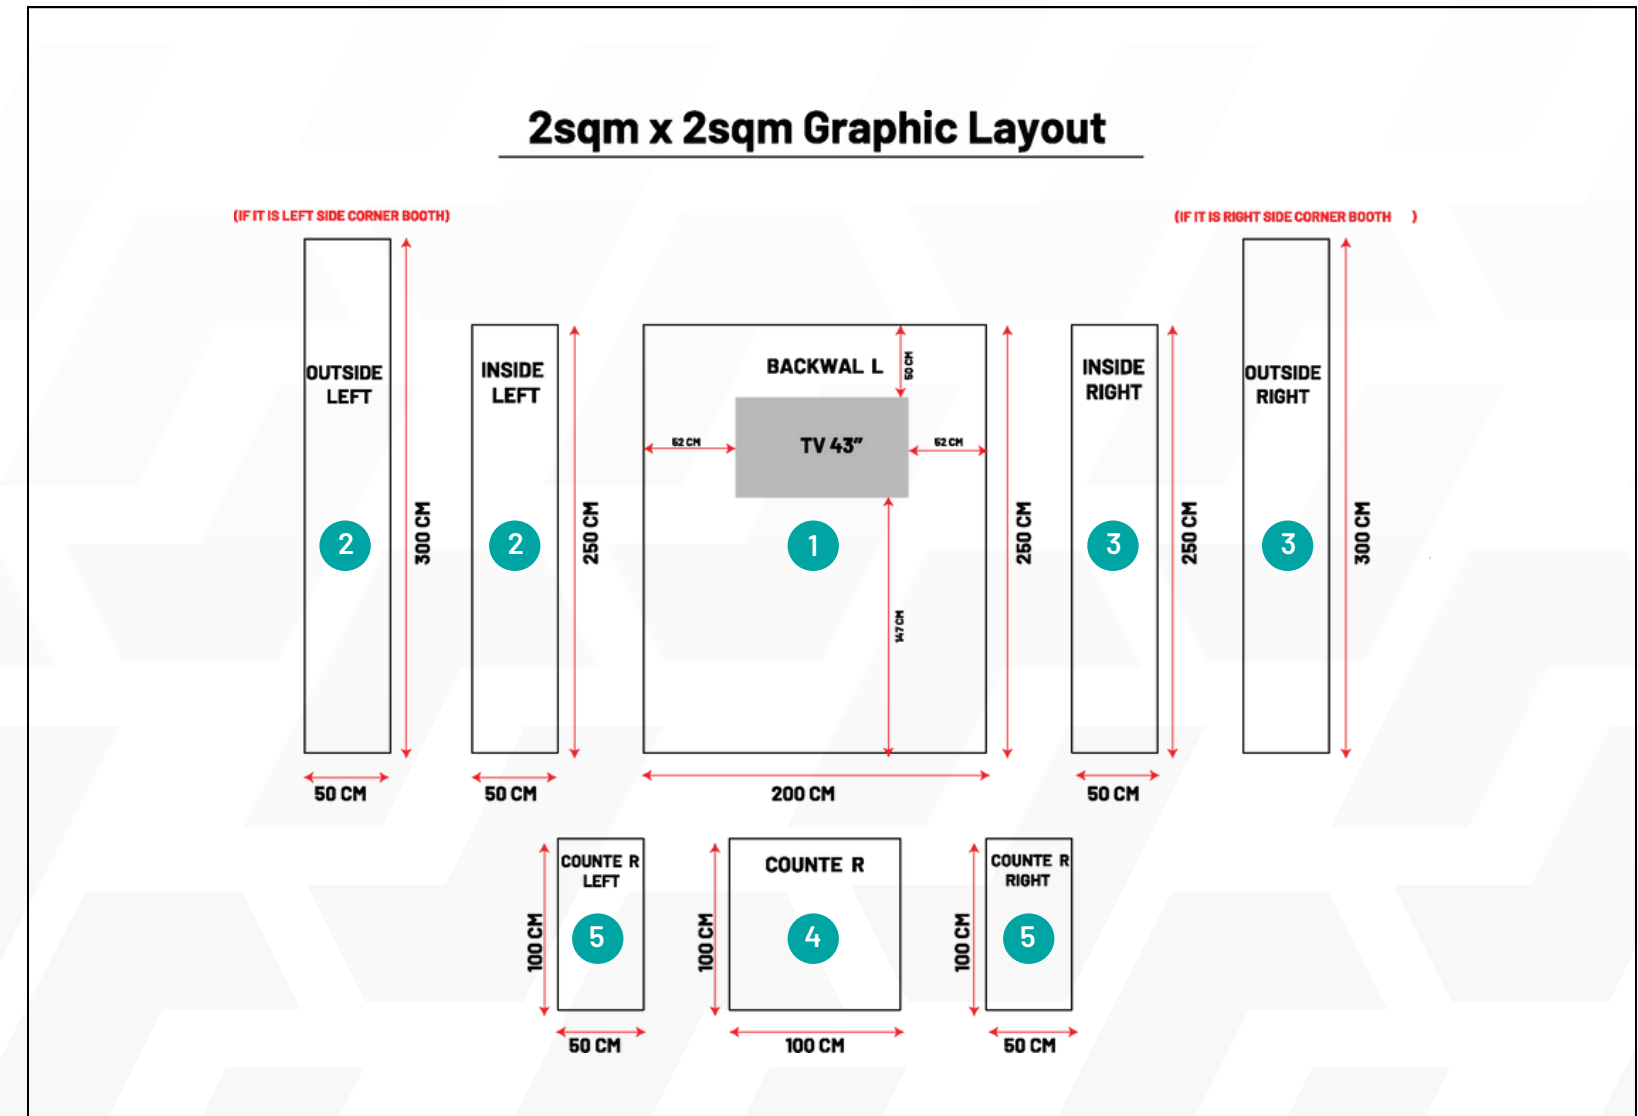 2sqm x 2sqm Graphic Layout
(IF IT IS LEFT SIDE CORNER BOOTH)
(IF IT IS RIGHT SIDE CORNER BOOTH )
OUTSIDE
LEFT
2
300 CM
50 CM
INSIDE
LEFT
2
250 CM
50 CM
BACKWAL L
50 CM
52 CM
TV 43"
52 CM
1
147 CM
250 CM
200 CM
INSIDE
RIGHT
3
250 CM
50 CM
OUTSIDE
RIGHT
3
300 CM
COUNTE R
LEFT
5
100 CM
50 CM
COUNTE R
4
100 CM
100 CM
COUNTE R
RIGHT
5
100 CM
50 CM